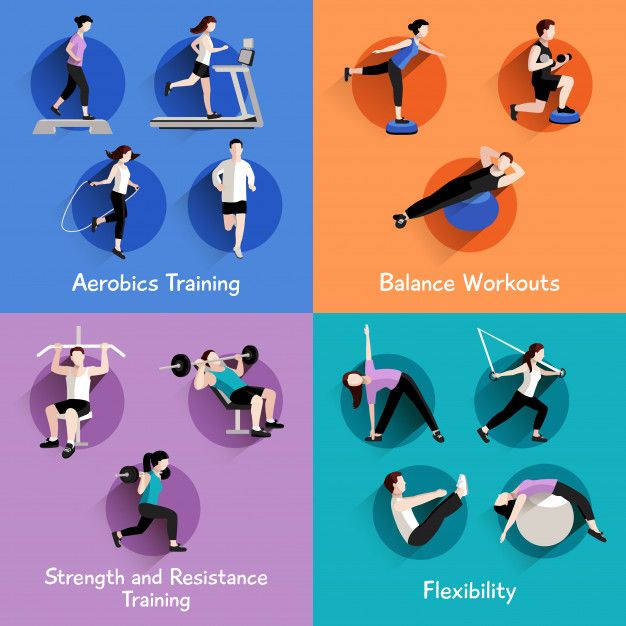 Aerobics Training
Balance Workouts
Strength and Resistance
Training
Flexibility